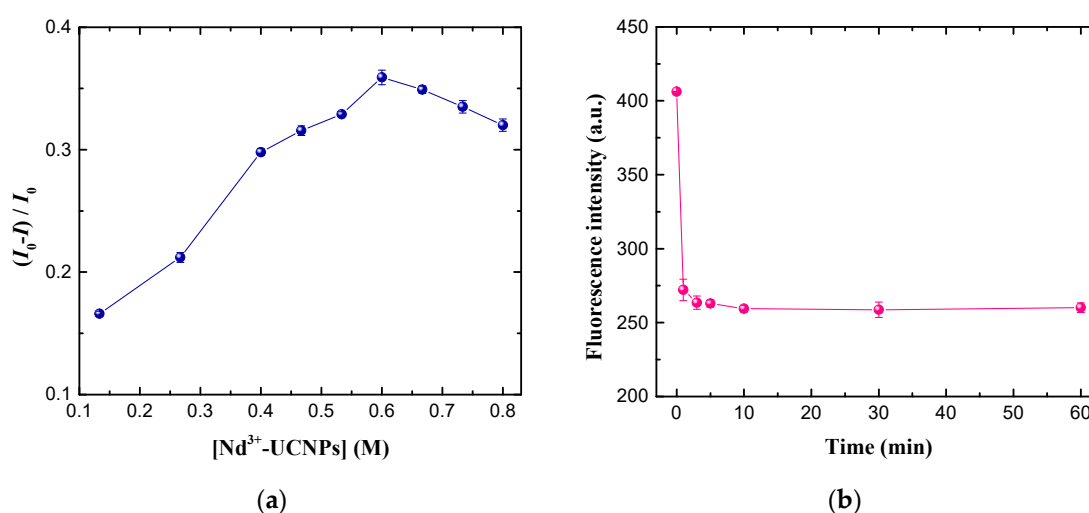 0.4
0.3
0.2
0.1
0.1 0.2 0.3 0.4 0.5 0.6 0.7 0.8
(I₀-I) / I₀
[Nd³⁺-UCNPs] (M)
(a)
450
400
350
300
250
200
0 10 20 30 40 50 60
Fluorescence intensity (a.u.)
Time (min)
(b)